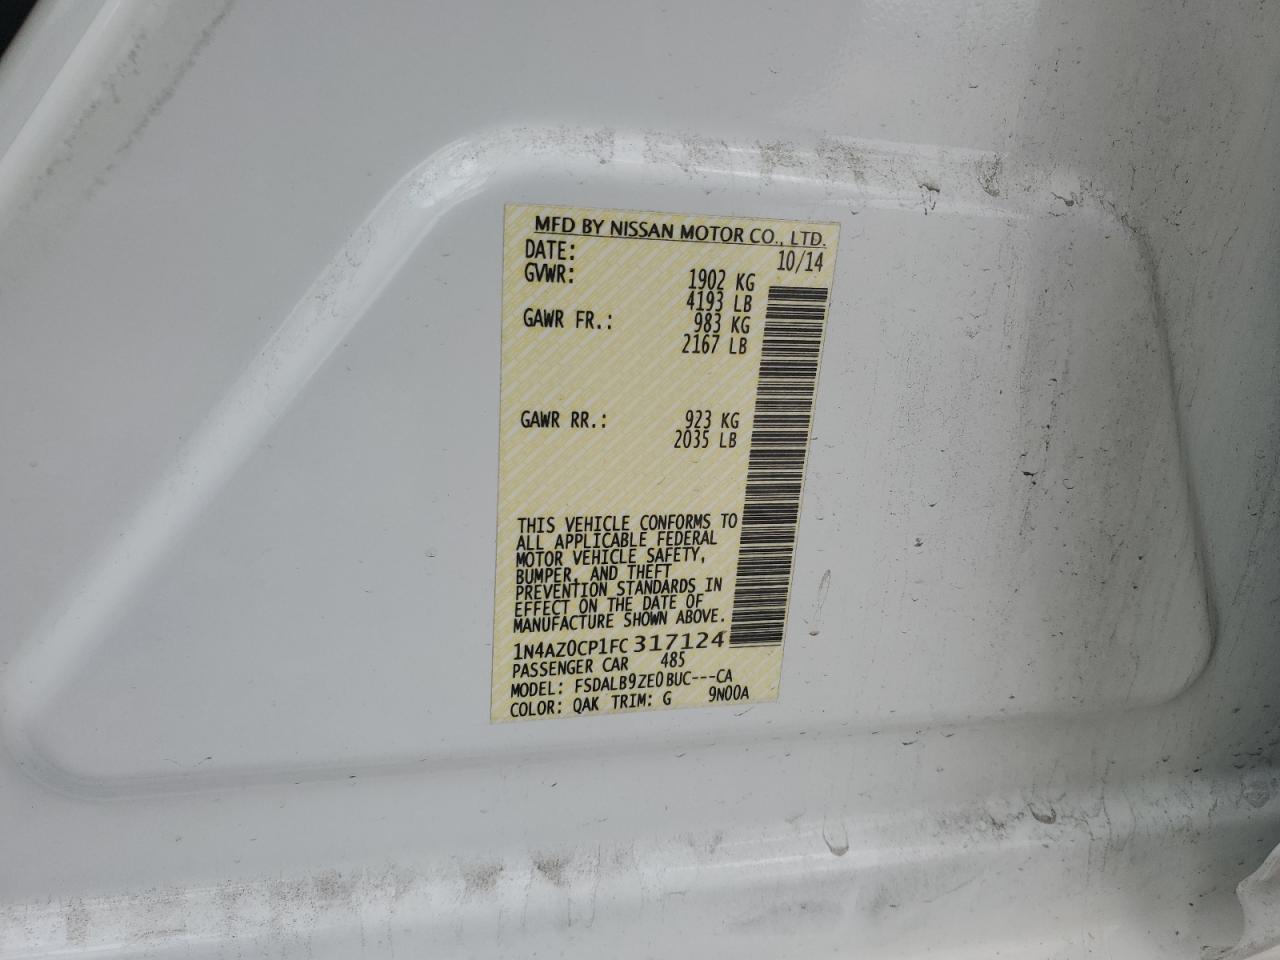 MFD BY NISSAN MOTOR CO., LTD.
DATE: 10/14
GVWR: 1902 KG
4193 LB
GAWR FR.: 983 KG
2167 LB
GAWR RR.: 923 KG
2035 LB
THIS VEHICLE CONFORMS TO
ALL APPLICABLE FEDERAL
MOTOR VEHICLE SAFETY,
BUMPER, AND THEFT
PREVENTION STANDARDS IN
EFFECT ON THE DATE OF
MANUFACTURE SHOWN ABOVE.
1N4AZ0CP1FC317124
PASSENGER CAR 485
MODEL: FSDALB9ZE0BUC---CA
COLOR: QAK TRIM: G 9N00A